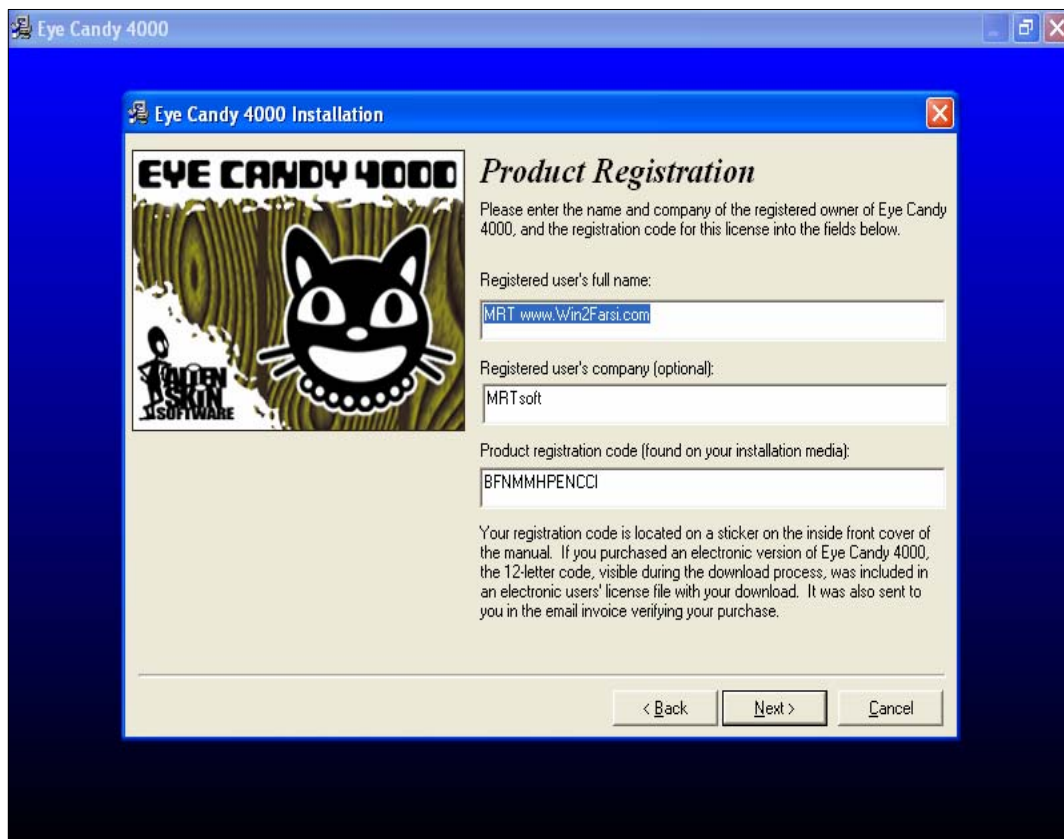 Eye Candy 4000
Eye Candy 4000 Installation
EYE CANDY 4000
ALIEN
SKIN
SOFTWARE
Product Registration
Please enter the name and company of the registered owner of Eye Candy
4000, and the registration code for this license into the fields below.
Registered user's full name:
MRT www.Win2Farsi.com
Registered user's company (optional):
MRTsoft
Product registration code (found on your installation media):
BFNMMHPENCCI
Your registration code is located on a sticker on the inside front cover of
the manual. If you purchased an electronic version of Eye Candy 4000,
the 12-letter code, visible during the download process, was included in
an electronic users' license file with your download. It was also sent to
you in the email invoice verifying your purchase.
< Back
Next >
Cancel